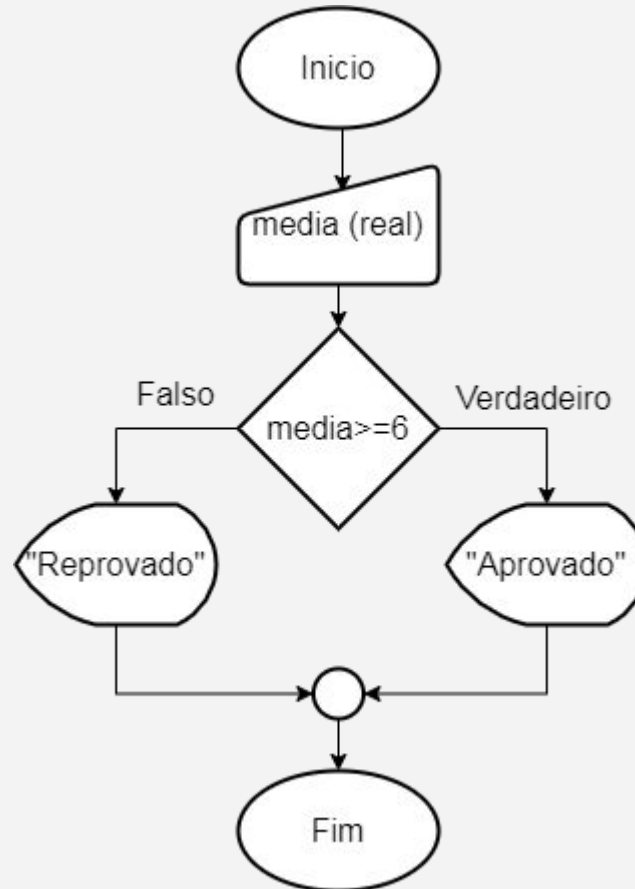 Inicio
media (real)
Falso
Verdadeiro
media>=6
"Reprovado"
"Aprovado"
Fim